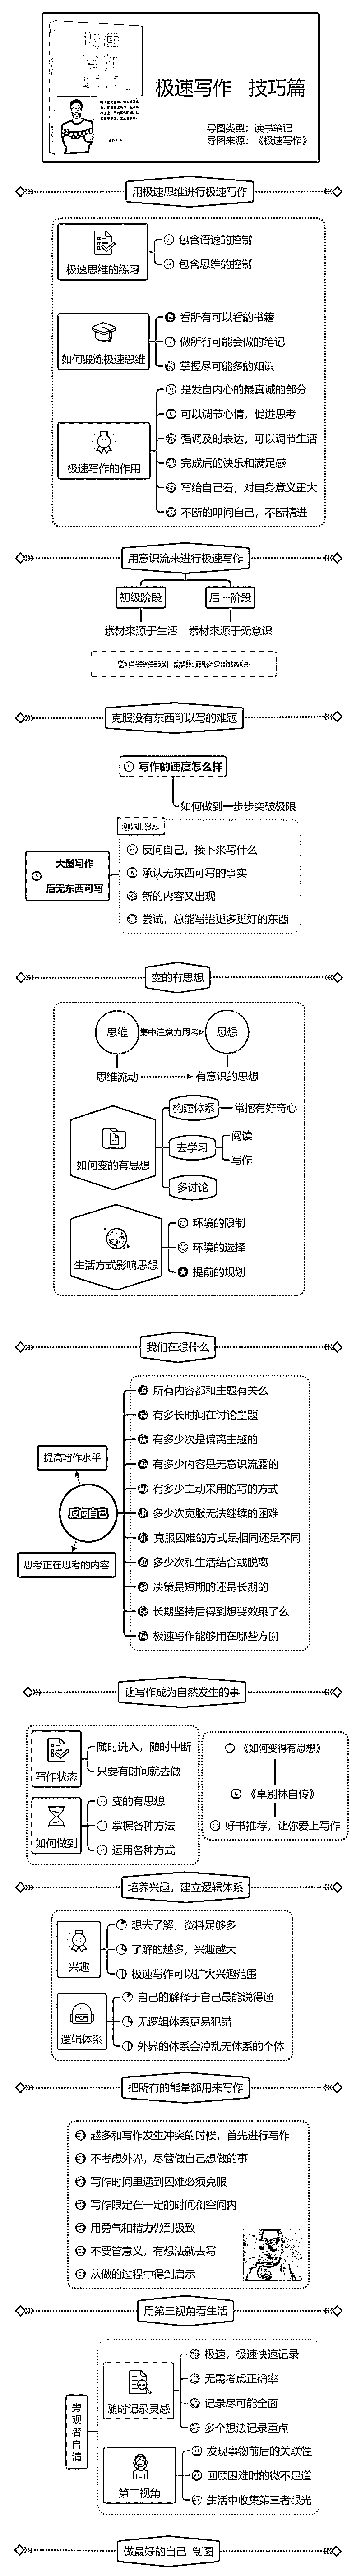 极速写作 技巧篇
导图类型：读书笔记
导图来源：《极速写作》
用极速思维进行极速写作
极速思维的练习
包含语速的控制
包含思维的控制
如何锻炼极速思维
看所有可以看的书籍
做所有可能会做的笔记
掌握尽可能多的知识
极速写作的作用
是发自内心的最真诚的部分
可以调节心情，促进思考
强调及时表达，可以调节生活
完成后的快乐和满足感
写给自己看，对自身意义重大
不断的叩问自己，不断精进
用意识流来进行极速写作
初级阶段
后一阶段
素材来源于生活
素材来源于无意识
克服没有东西可以写的难题
写作的速度怎么样
如何做到一步步突破极限
大量写作
后无东西可写
反问自己，接下来写什么
承认无东西可写的事实
新的内容又出现
尝试，总能写错更多更好的东西
变的有思想
思维
集中注意力思考
思想
思维流动
有意识的思想
如何变的有思想
构建体系
常抱有好奇心
去学习
阅读
写作
多讨论
生活方式影响思想
环境的限制
环境的选择
提前的规划
我们在想什么
提高写作水平
反问自己
思考正在思考的内容
所有内容都和主题有关么
有多长时间在讨论主题
有多少次是偏离主题的
有多少内容是无意识流露的
有多少主动采用的写的方式
多少次克服无法继续的困难
克服困难的方式是相同还是不同
多少次和生活结合或脱离
决策是短期的还是长期的
长期坚持后得到想要效果了么
极速写作能够用在哪些方面
让写作成为自然发生的事
写作状态
随时进入，随时中断
只要有时间就去做
如何做到
变的有思想
掌握各种方法
运用各种方式
《如何变得有思想》
《卓别林自传》
好书推荐，让你爱上写作
培养兴趣，建立逻辑体系
兴趣
想去了解，资料足够多
了解的越多，兴趣越大
极速写作可以扩大兴趣范围
逻辑体系
自己的解释于自己最能说得通
无逻辑体系更易犯错
外界的体系会冲乱无体系的个体
把所有的能量都用来写作
越多和写作发生冲突的时候，首先进行写作
不考虑外界，尽管做自己想做的事
写作时间里遇到困难必须克服
写作限定在一定的时间和空间内
用勇气和精力做到极致
不要管意义，有想法就去写
从做的过程中得到启示
用第三视角看生活
旁观者自清
随时记录灵感
极速，极速快速记录
无需考虑正确率
记录尽可能全面
多个想法记录重点
第三视角
发现事物前后的关联性
回顾困难时的微不足道
生活中收集第三者眼光
做最好的自己 制图